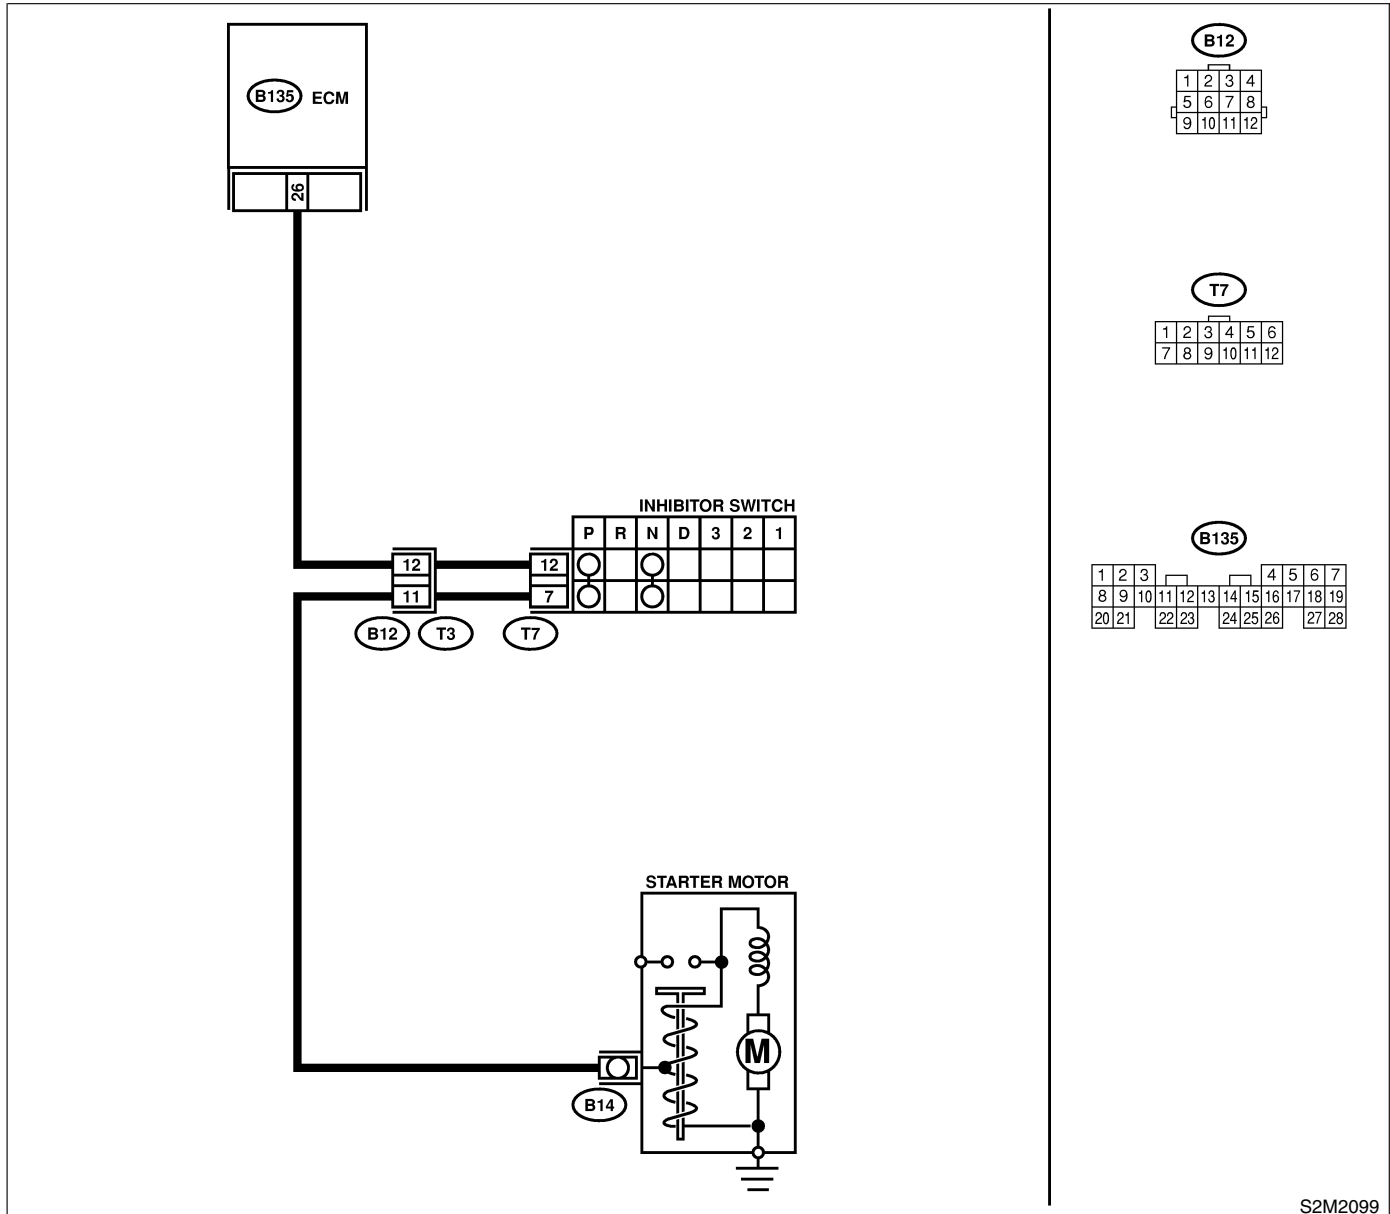 B135 ECM
26
INHIBITOR SWITCH
P R N D 3 2 1
12 12
11 7
B12 T3 T7
STARTER MOTOR
M
B14
B12
1 2 3 4
5 6 7 8
9 10 11 12
T7
1 2 3 4 5 6
7 8 9 10 11 12
B135
1 2 3 4 5 6 7
8 9 10 11 12 13 14 15 16 17 18 19
20 21 22 23 24 25 26 27 28
S2M2099